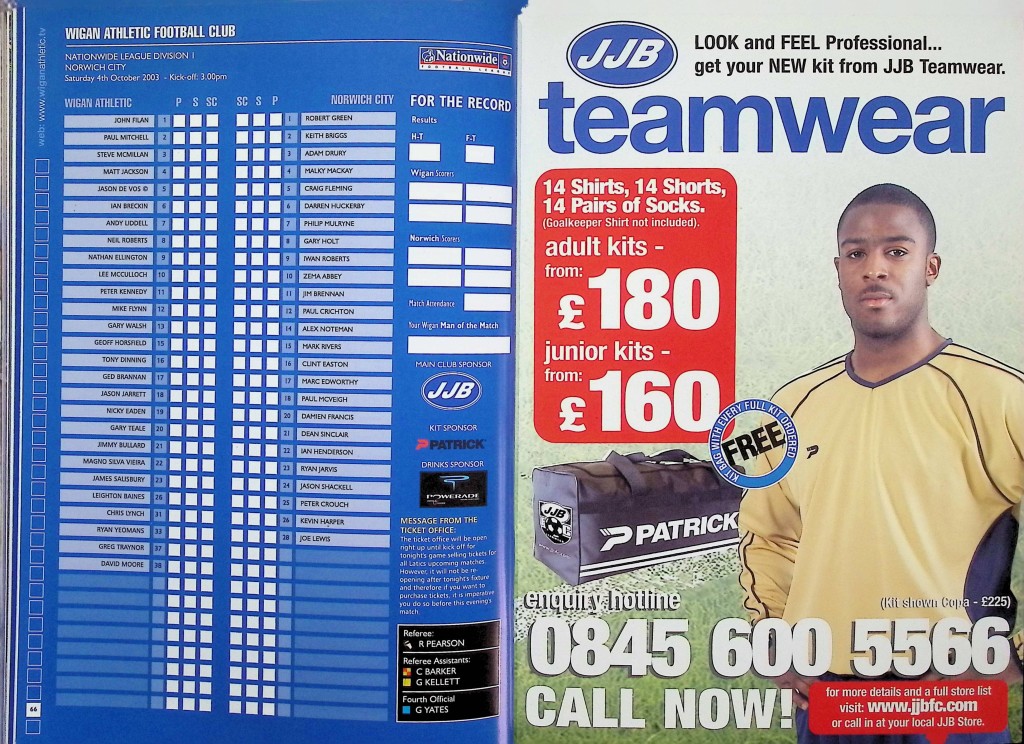 web: www.wiganathletic.tv
WIGAN ATHLETIC FOOTBALL CLUB
NATIONWIDE LEAGUE DIVISION 1
NORWICH CITY
Saturday 4th October 2003 - Kick-off: 3.00pm
Nationwide
FOOTBALL LEAGUE
WIGAN ATHLETIC P S SC SC S P NORWICH CITY
JOHN FILAN 1 1 ROBERT GREEN
PAUL MITCHELL 2 2 KEITH BRIGGS
STEVE MCMILLAN 3 3 ADAM DRURY
MATT JACKSON 4 4 MALKY MACKAY
JASON DE VOS © 5 5 CRAIG FLEMING
IAN BRECKIN 6 6 DARREN HUCKERBY
ANDY LIDDELL 7 7 PHILIP MULRYNE
NEIL ROBERTS 8 8 GARY HOLT
NATHAN ELLINGTON 9 9 IWAN ROBERTS
LEE MCCULLOCH 10 10 ZEMA ABBEY
PETER KENNEDY 11 11 JIM BRENNAN
MIKE FLYNN 12 12 PAUL CRICHTON
GARY WALSH 13 14 ALEX NOTEMAN
GEOFF HORSFIELD 15 15 MARK RIVERS
TONY DINNING 16 16 CLINT EASTON
GED BRANNAN 17 17 MARC EDWORTHY
JASON JARRETT 18 18 PAUL MCVEIGH
NICKY EADEN 19 20 DAMIEN FRANCIS
GARY TEALE 20 21 DEAN SINCLAIR
JIMMY BULLARD 21 22 IAN HENDERSON
MAGNO SILVA VIEIRA 22 23 RYAN JARVIS
JAMES SALISBURY 23 24 JASON SHACKELL
LEIGHTON BAINES 26 25 PETER CROUCH
CHRIS LYNCH 31 26 KEVIN HARPER
RYAN YEOMANS 33 28 JOE LEWIS
GREG TRAYNOR 37
DAVID MOORE 38
66
FOR THE RECORD
Results
H-T F-T
Wigan Scorers
Norwich Scorers
Match Attendance
Your Wigan Man of the Match
MAIN CLUB SPONSOR
JJB
KIT SPONSOR
PATRICK
DRINKS SPONSOR
POWERADE
MESSAGE FROM THE
TICKET OFFICE:
The ticket office will be open
right up until kick off for
tonight's game selling tickets for
all Latics upcoming matches.
However, it will not be re-
opening after tonight's fixture
and therefore if you want to
purchase tickets, it is imperative
you do so before this evening's
match.
Referee:
R PEARSON
Referee Assistants:
C BARKER
G KELLETT
Fourth Official
G YATES
JJB
LOOK and FEEL Professional...
get your NEW kit from JJB Teamwear.
teamwear
14 Shirts, 14 Shorts,
14 Pairs of Socks.
(Goalkeeper Shirt not included).
adult kits -
from:
£180
junior kits -
from:
£160
KIT BAG WITH EVERY FULL KIT ORDERED
FREE
JJB
PATRICK
enquiry hotline
(Kit shown Copa - £225)
0845 600 5566
CALL NOW!
for more details and a full store list
visit: www.jjbfc.com
or call in at your local JJB Store.